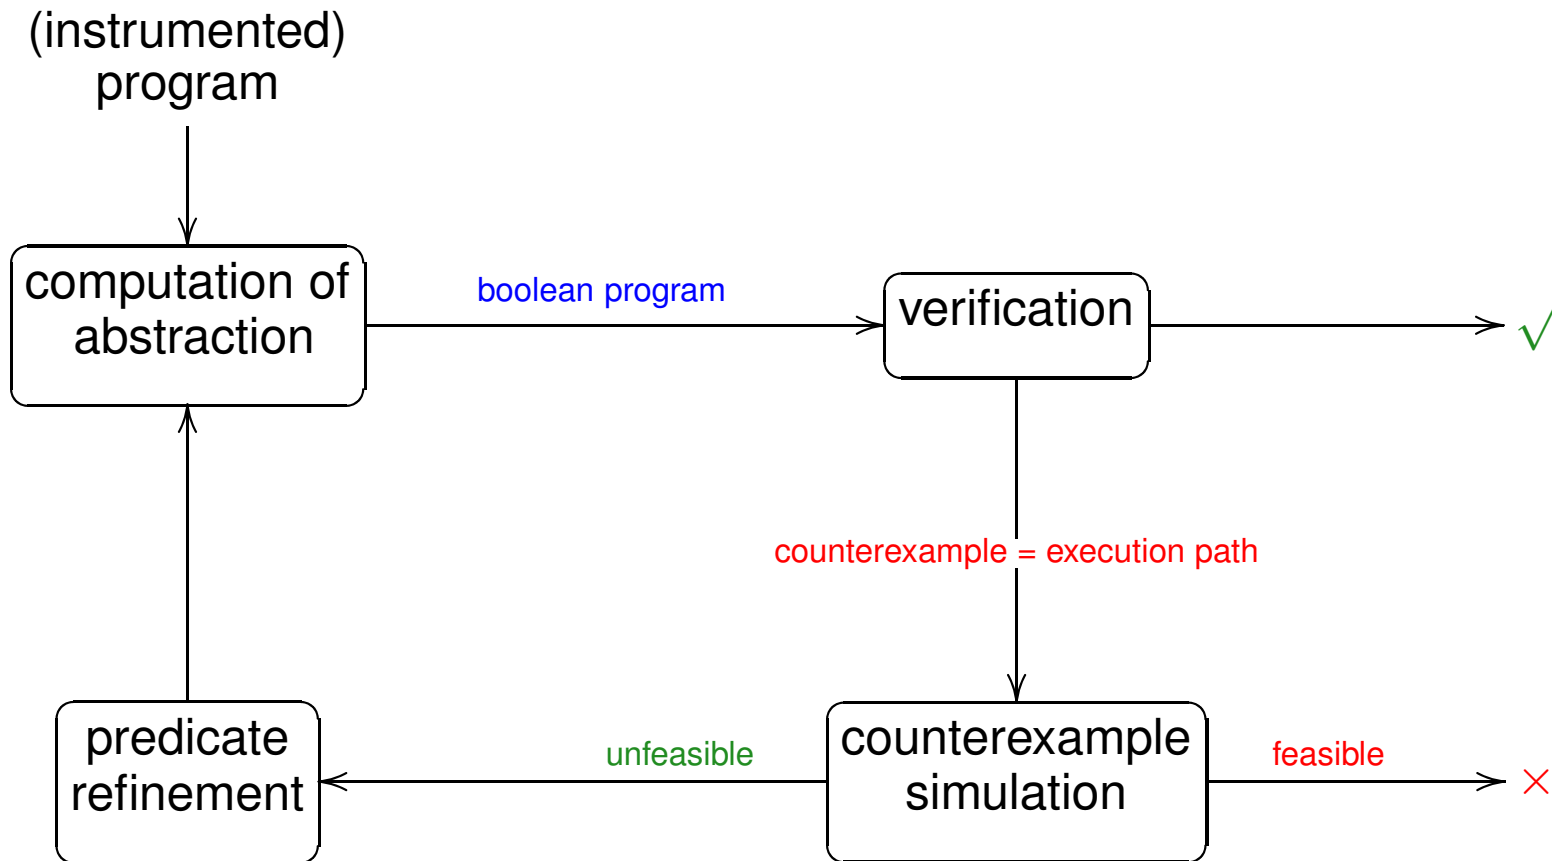 (instrumented)
program
computation of
abstraction
boolean program
verification
√
counterexample = execution path
predicate
refinement
unfeasible
counterexample
simulation
feasible
×